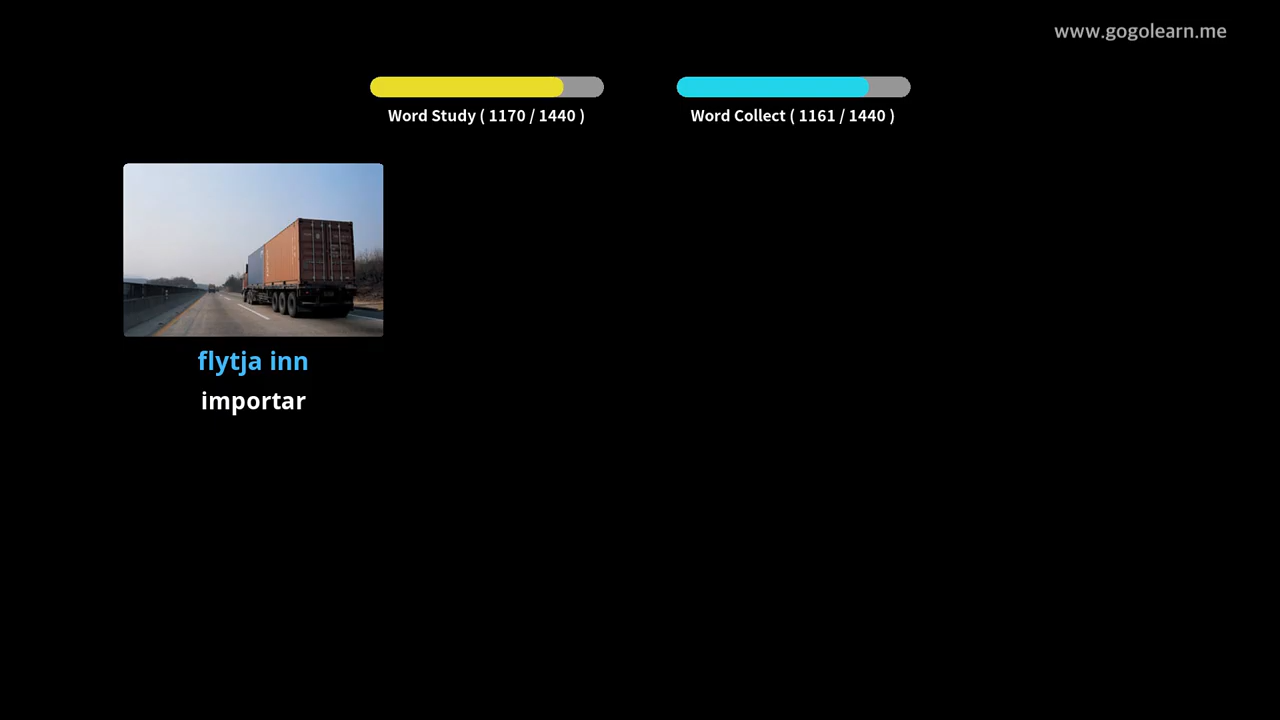 www.gogolearn.me
Word Study ( 1170 / 1440 )
Word Collect ( 1161 / 1440 )
flytja inn
importar